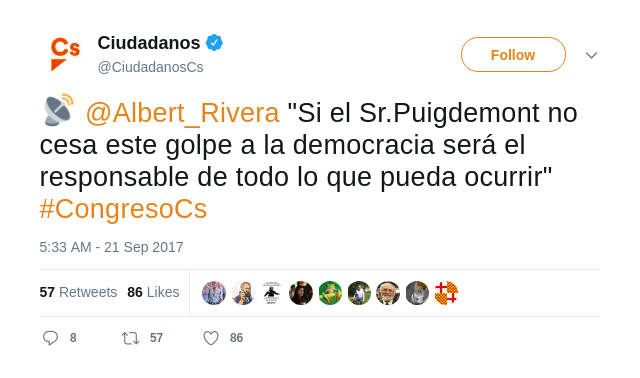 Cs
Ciudadanos
@CiudadanosCs
Follow
@Albert_Rivera "Si el Sr.Puigdemont no
cesa este golpe a la democracia será el
responsable de todo lo que pueda ocurrir"
#CongresoCs
5:33 AM - 21 Sep 2017
57 Retweets 86 Likes
8 57 86